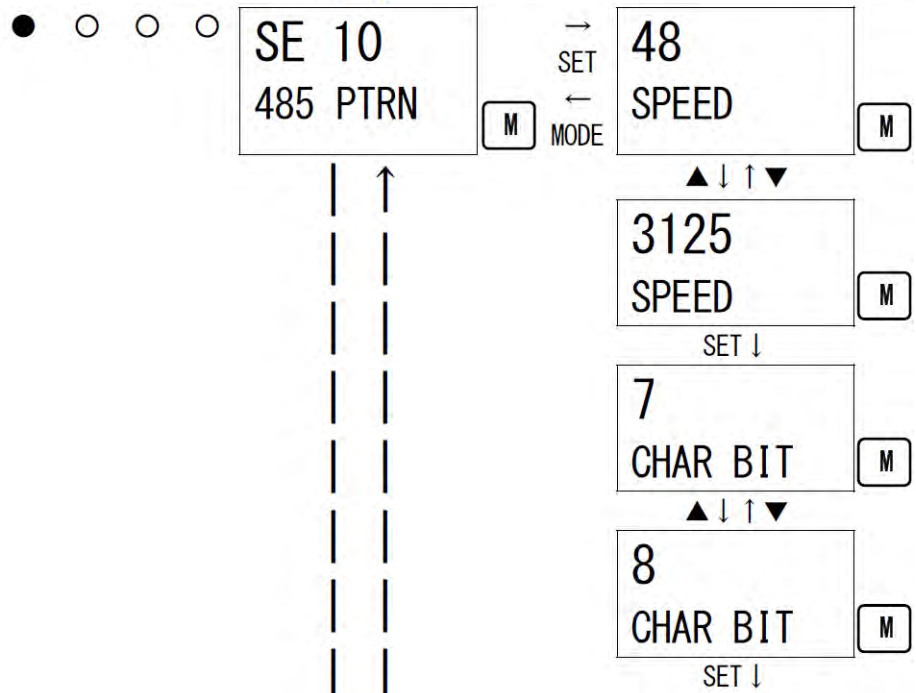 ● ○ ○ ○
SE 10
485 PTRN
M
→
SET
←
MODE
48
SPEED
M
▲↓↑▼
3125
SPEED
M
SET↓
7
CHAR BIT
M
▲↓↑▼
8
CHAR BIT
M
SET↓